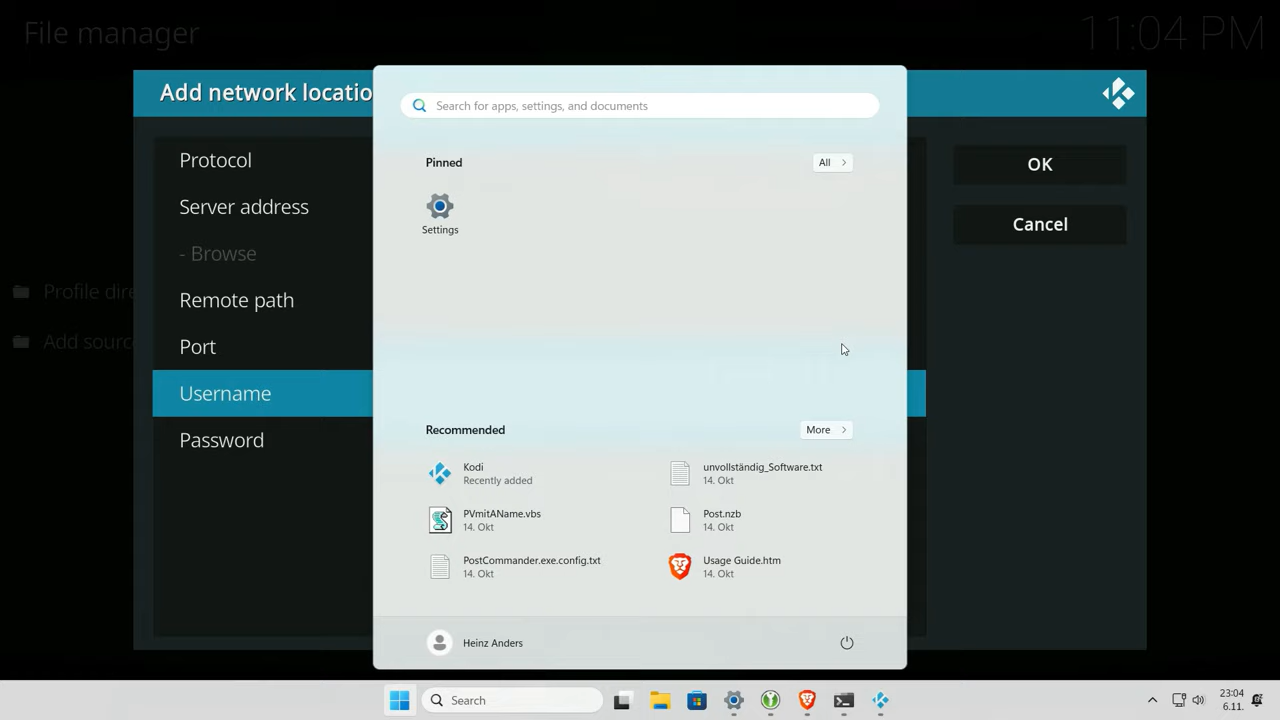 File manager
11:04 PM
Add network locatio
Search for apps, settings, and documents
Protocol
Pinned
All
OK
Server address
Settings
Cancel
- Browse
Profile dire
Remote path
Add sourc
Port
Username
Recommended
More
Password
Kodi
Recently added
unvollständig_Software.txt
14. Okt
PVmitAName.vbs
14. Okt
Post.nzb
14. Okt
PostCommander.exe.config.txt
14. Okt
Usage Guide.htm
14. Okt
Heinz Anders
Search
23:04
6.11.